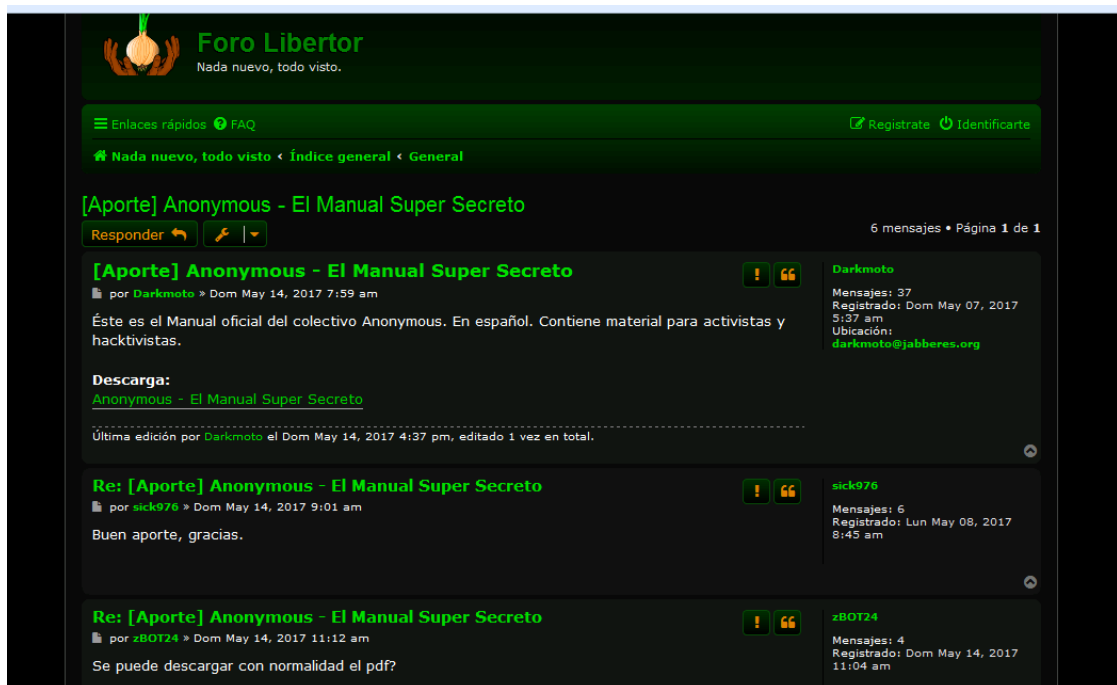 Foro Libertor
Nada nuevo, todo visto.
Enlaces rápidos FAQ
Registrate Identificarte
Nada nuevo, todo visto ‹ Índice general ‹ General
[Aporte] Anonymous - El Manual Super Secreto
Responder
6 mensajes • Página 1 de 1
[Aporte] Anonymous - El Manual Super Secreto
por Darkmoto » Dom May 14, 2017 7:59 am
Éste es el Manual oficial del colectivo Anonymous. En español. Contiene material para activistas y
hacktivistas.
Descarga:
Anonymous - El Manual Super Secreto
Última edición por Darkmoto el Dom May 14, 2017 4:37 pm, editado 1 vez en total.
Darkmoto
Mensajes: 37
Registrado: Dom May 07, 2017
5:37 am
Ubicación:
darkmoto@jabberes.org
Re: [Aporte] Anonymous - El Manual Super Secreto
por sick976 » Dom May 14, 2017 9:01 am
Buen aporte, gracias.
sick976
Mensajes: 6
Registrado: Lun May 08, 2017
8:45 am
Re: [Aporte] Anonymous - El Manual Super Secreto
por zBOT24 » Dom May 14, 2017 11:12 am
Se puede descargar con normalidad el pdf?
zBOT24
Mensajes: 4
Registrado: Dom May 14, 2017
11:04 am